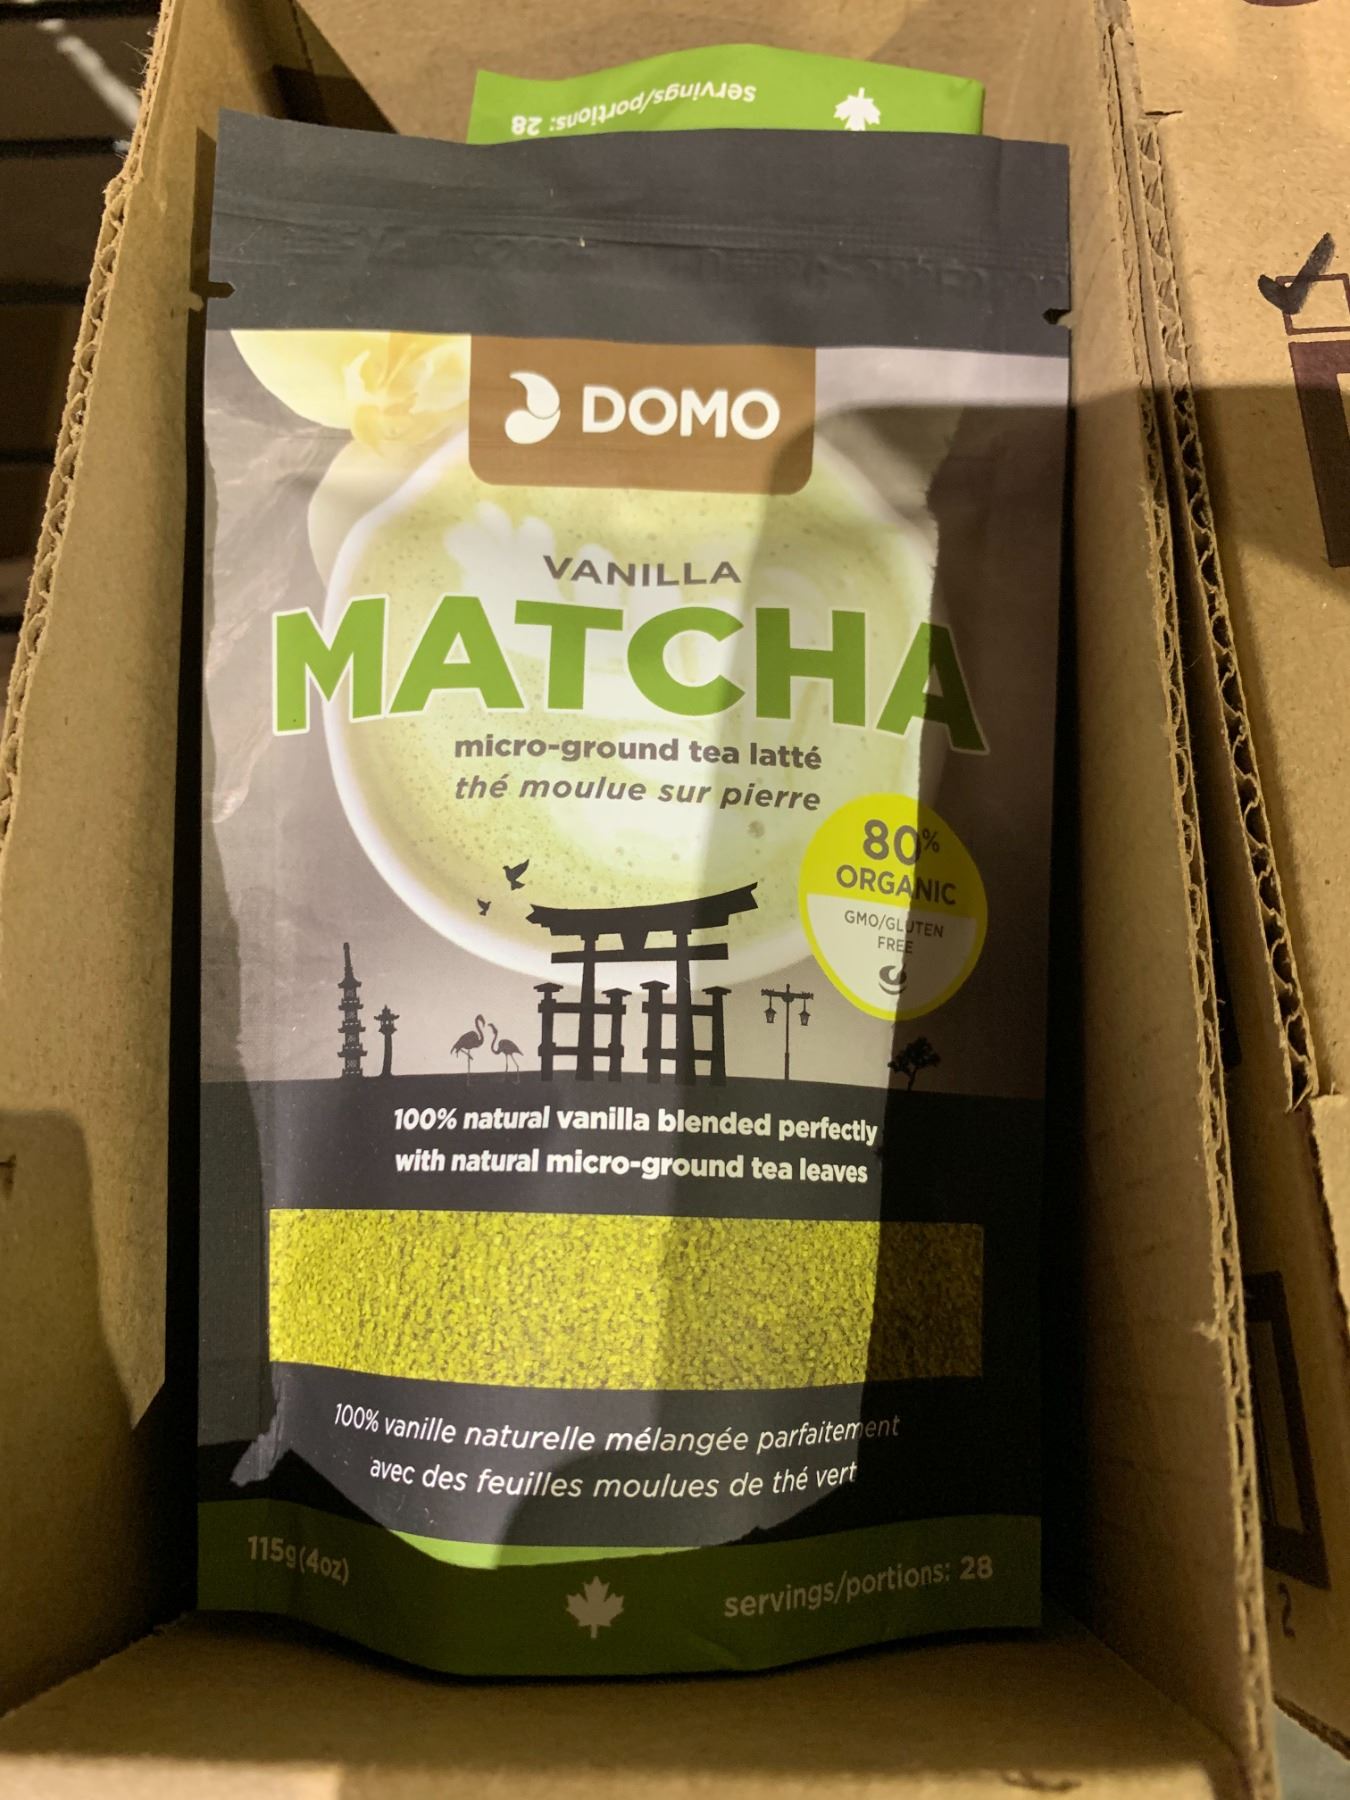 servings/portions: 28
DOMO
VANILLA
MATCHA
micro-ground tea latté
thé moulue sur pierre
80%
ORGANIC
GMO/GLUTEN
FREE
100% natural vanilla blended perfectly
with natural micro-ground tea leaves
100% vanille naturelle mélangée parfaitement
avec des feuilles moulues de thé vert
115g (4oz)
servings/portions: 28
2